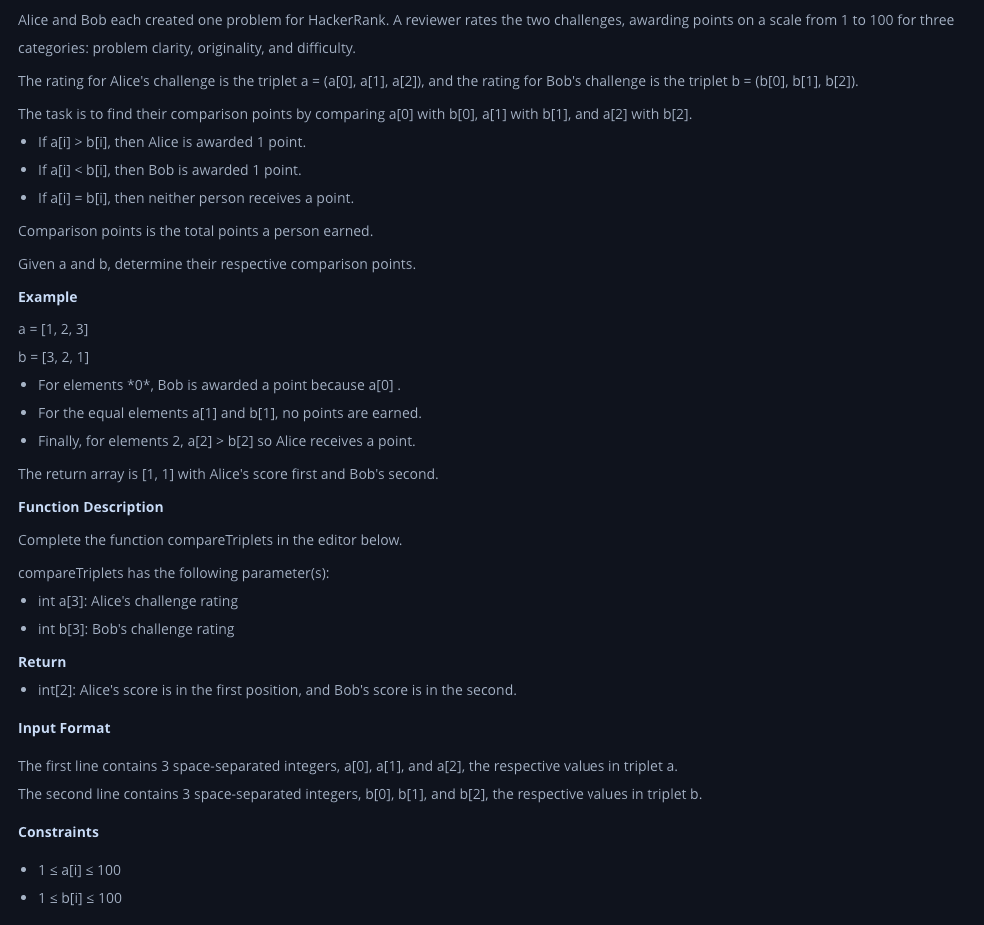 Alice and Bob each created one problem for HackerRank. A reviewer rates the two challenges, awarding points on a scale from 1 to 100 for three
categories: problem clarity, originality, and difficulty.
The rating for Alice's challenge is the triplet a = (a[0], a[1], a[2]), and the rating for Bob's challenge is the triplet b = (b[0], b[1], b[2]).
The task is to find their comparison points by comparing a[0] with b[0], a[1] with b[1], and a[2] with b[2].
• If a[i] > b[i], then Alice is awarded 1 point.
• If a[i] < b[i], then Bob is awarded 1 point.
• If a[i] = b[i], then neither person receives a point.
Comparison points is the total points a person earned.
Given a and b, determine their respective comparison points.
Example
a = [1, 2, 3]
b = [3, 2, 1]
• For elements *0*, Bob is awarded a point because a[0] .
• For the equal elements a[1] and b[1], no points are earned.
• Finally, for elements 2, a[2] > b[2] so Alice receives a point.
The return array is [1, 1] with Alice's score first and Bob's second.
Function Description
Complete the function compareTriplets in the editor below.
compareTriplets has the following parameter(s):
• int a[3]: Alice's challenge rating
• int b[3]: Bob's challenge rating
Return
• int[2]: Alice's score is in the first position, and Bob's score is in the second.
Input Format
The first line contains 3 space-separated integers, a[0], a[1], and a[2], the respective values in triplet a.
The second line contains 3 space-separated integers, b[0], b[1], and b[2], the respective values in triplet b.
Constraints
• 1 ≤ a[i] ≤ 100
• 1 ≤ b[i] ≤ 100